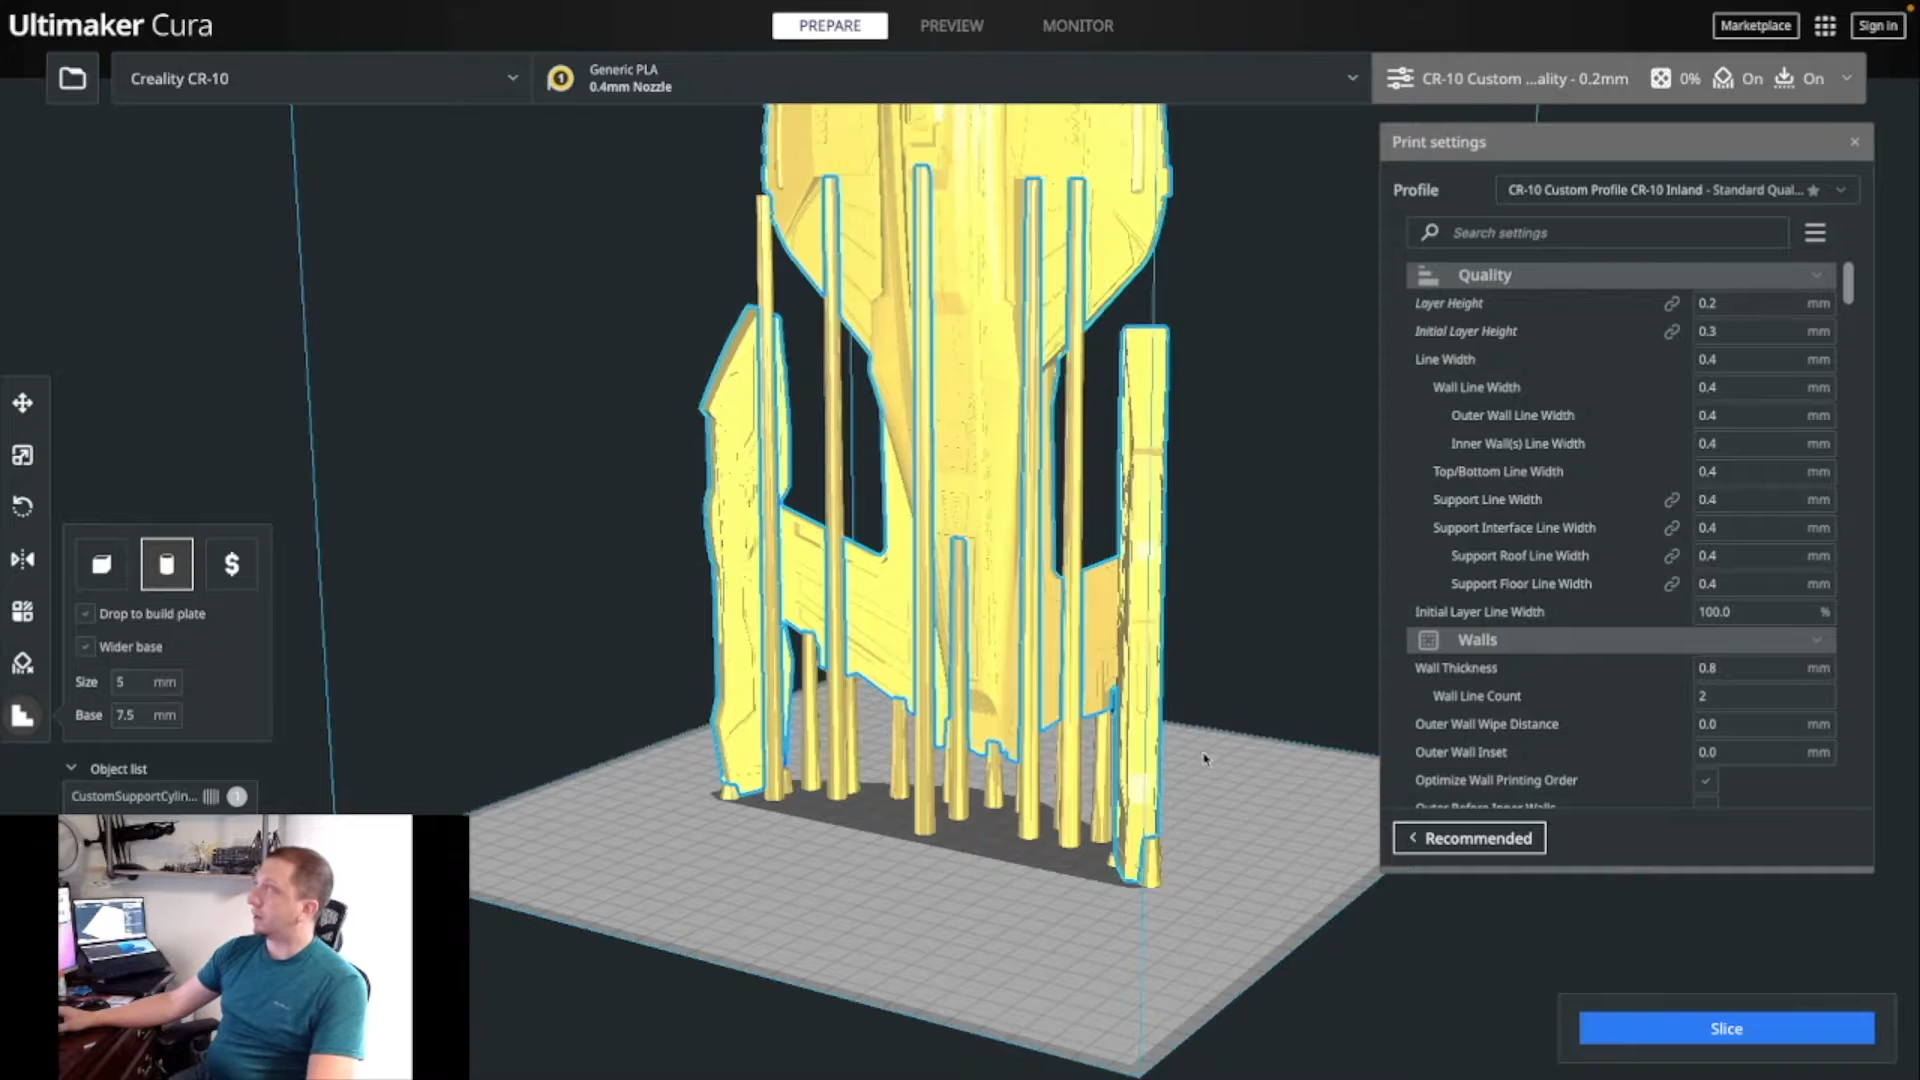 Ultimaker Cura
PREPARE
PREVIEW
MONITOR
Marketplace
Sign in
Creality CR-10
1
Generic PLA
0.4mm Nozzle
CR-10 Custom ...ality - 0.2mm
0%
On
On
Print settings
Profile
CR-10 Custom Profile CR-10 Inland - Standard Qual...
Search settings
Quality
Layer Height 0.2 mm
Initial Layer Height 0.3 mm
Line Width 0.4 mm
Wall Line Width 0.4 mm
Outer Wall Line Width 0.4 mm
Inner Wall(s) Line Width 0.4 mm
Top/Bottom Line Width 0.4 mm
Support Line Width 0.4 mm
Support Interface Line Width 0.4 mm
Support Roof Line Width 0.4 mm
Support Floor Line Width 0.4 mm
Initial Layer Line Width 100.0 %
Walls
Wall Thickness 0.8 mm
Wall Line Count 2
Outer Wall Wipe Distance 0.0 mm
Outer Wall Inset 0.0 mm
Optimize Wall Printing Order
Outer Before Inner Walls
Recommended
Slice
$
Drop to build plate
Wider base
Size 5 mm
Base 7.5 mm
Object list
CustomSupportCylin...
1